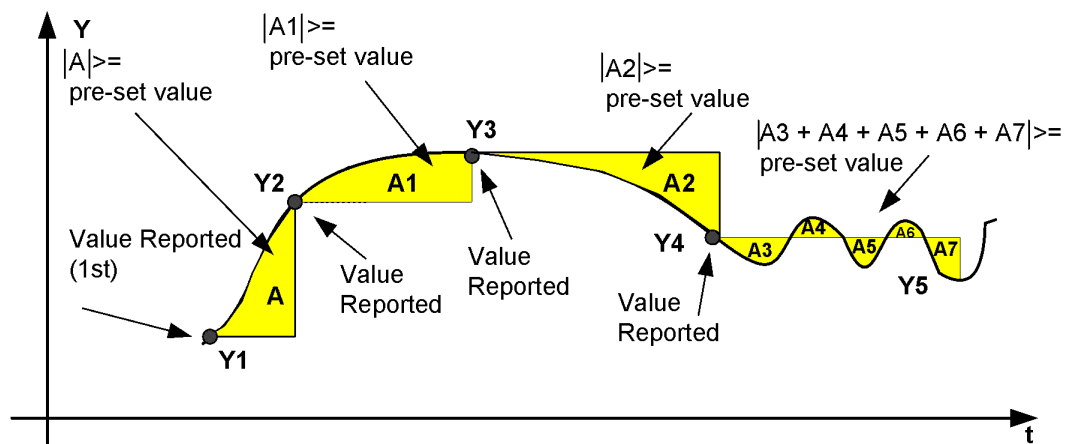 Y
|A1|>=
pre-set value
|A|>=
pre-set value
|A2|>=
pre-set value
|A3 + A4 + A5 + A6 + A7|>=
pre-set value
Y3
Y2
A1
A2
Value Reported
(1st)
A
Value
Reported
Value
Reported
Y4
A3
A4
A5
A6
A7
Y5
Value
Reported
Y1
t